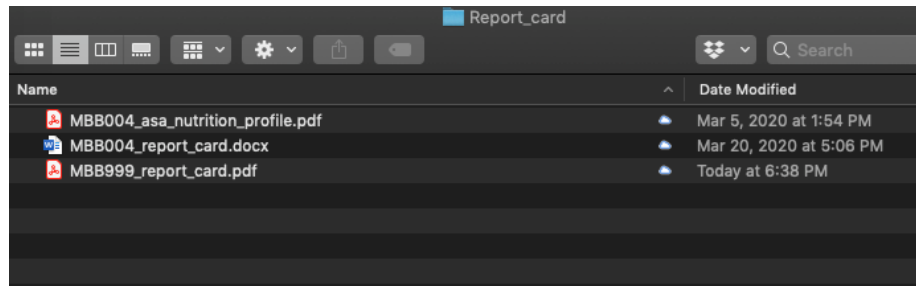 Report_card
Search
Name Date Modified
MBB004_asa_nutrition_profile.pdf Mar 5, 2020 at 1:54 PM
MBB004_report_card.docx Mar 20, 2020 at 5:06 PM
MBB999_report_card.pdf Today at 6:38 PM